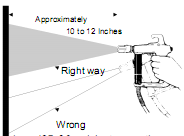 Approximately
10 to 12 Inches
Right way
Wrong